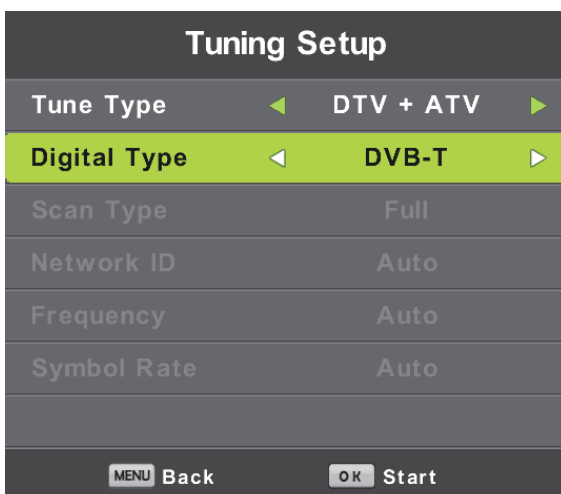 Tuning Setup
Tune Type DTV + ATV
Digital Type DVB-T
Scan Type Full
Network ID Auto
Frequency Auto
Symbol Rate Auto
MENU Back OK Start